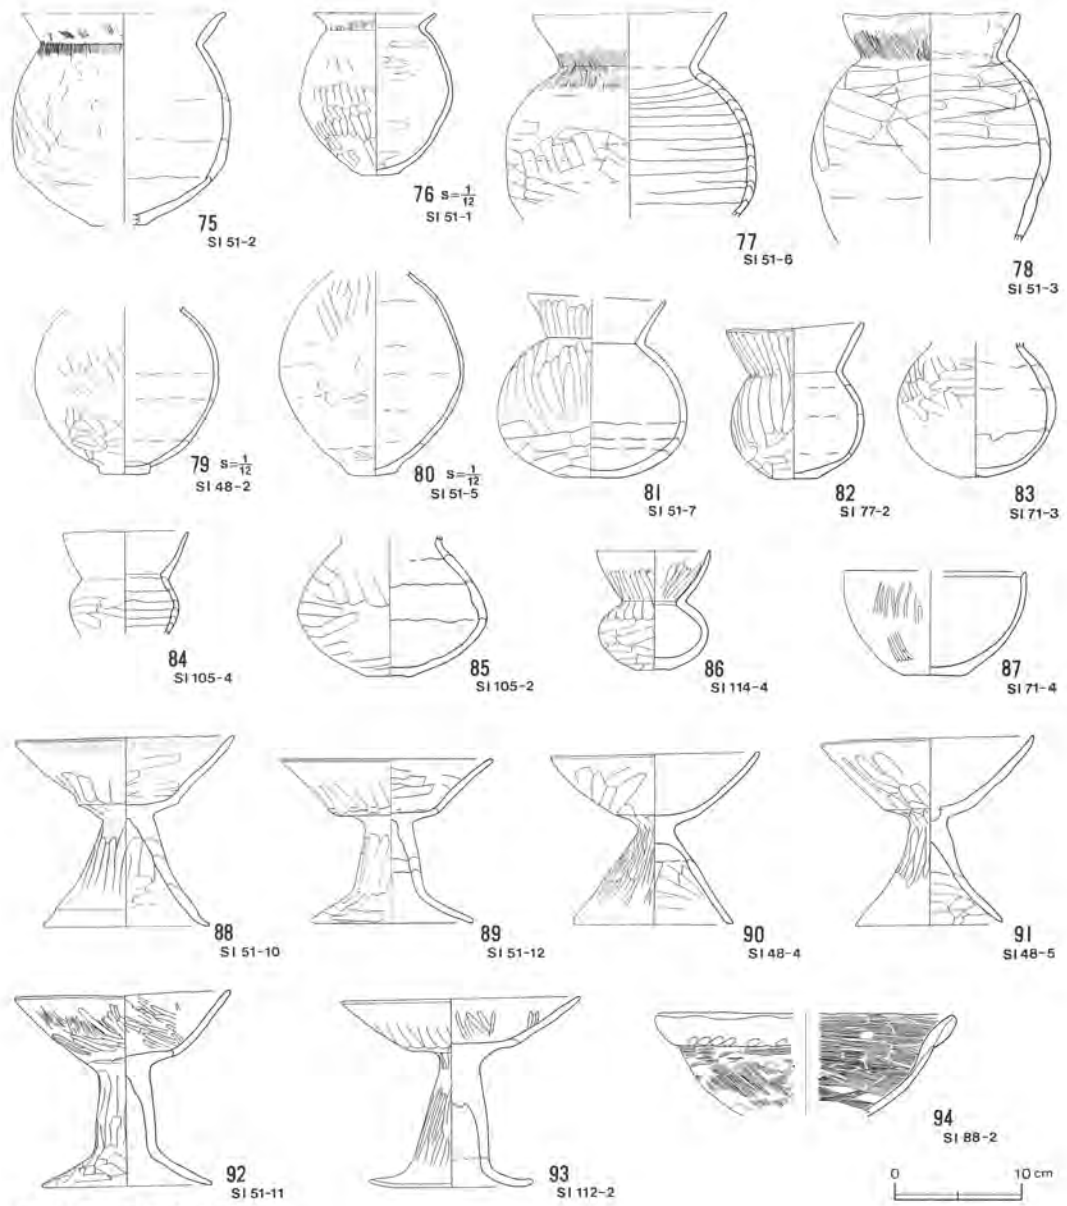 75
SI 51-2
76 S=1/12
SI 51-1
77
SI 51-6
78
SI 51-3
79 S=1/12
SI 48-2
80 S=1/12
SI 51-5
81
SI 51-7
82
SI 77-2
83
SI 71-3
84
SI 105-4
85
SI 105-2
86
SI 114-4
87
SI 71-4
88
SI 51-10
89
SI 51-12
90
SI 48-4
91
SI 48-5
92
SI 51-11
93
SI 112-2
94
SI 88-2
0 10 cm